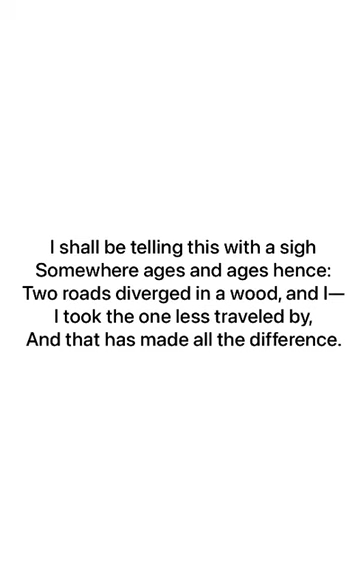 I shall be telling this with a sigh
Somewhere ages and ages hence:
Two roads diverged in a wood, and I—
I took the one less traveled by,
And that has made all the difference.